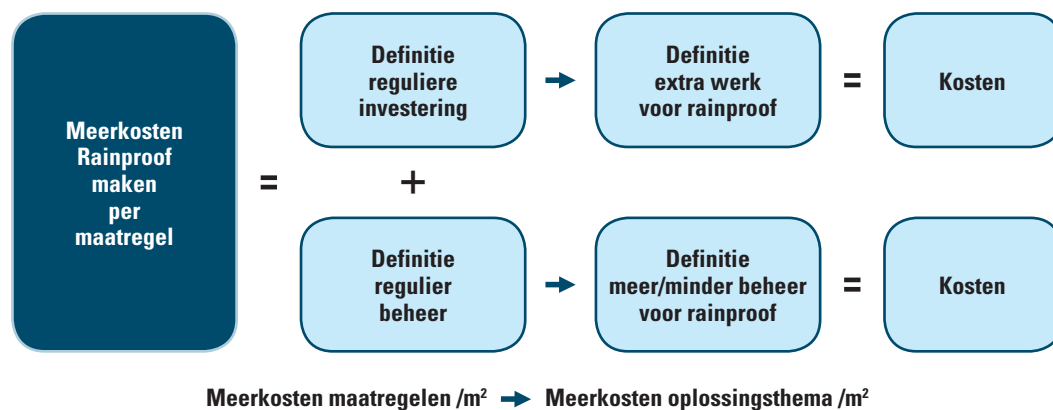 Meerkosten
Rainproof
maken
per
maatregel
=
Definitie
reguliere
investering
→
Definitie
extra werk
voor rainproof
=
Kosten
+
Definitie
regulier
beheer
→
Definitie
meer/minder beheer
voor rainproof
=
Kosten
Meerkosten maatregelen /m² → Meerkosten oplossingsthema /m²